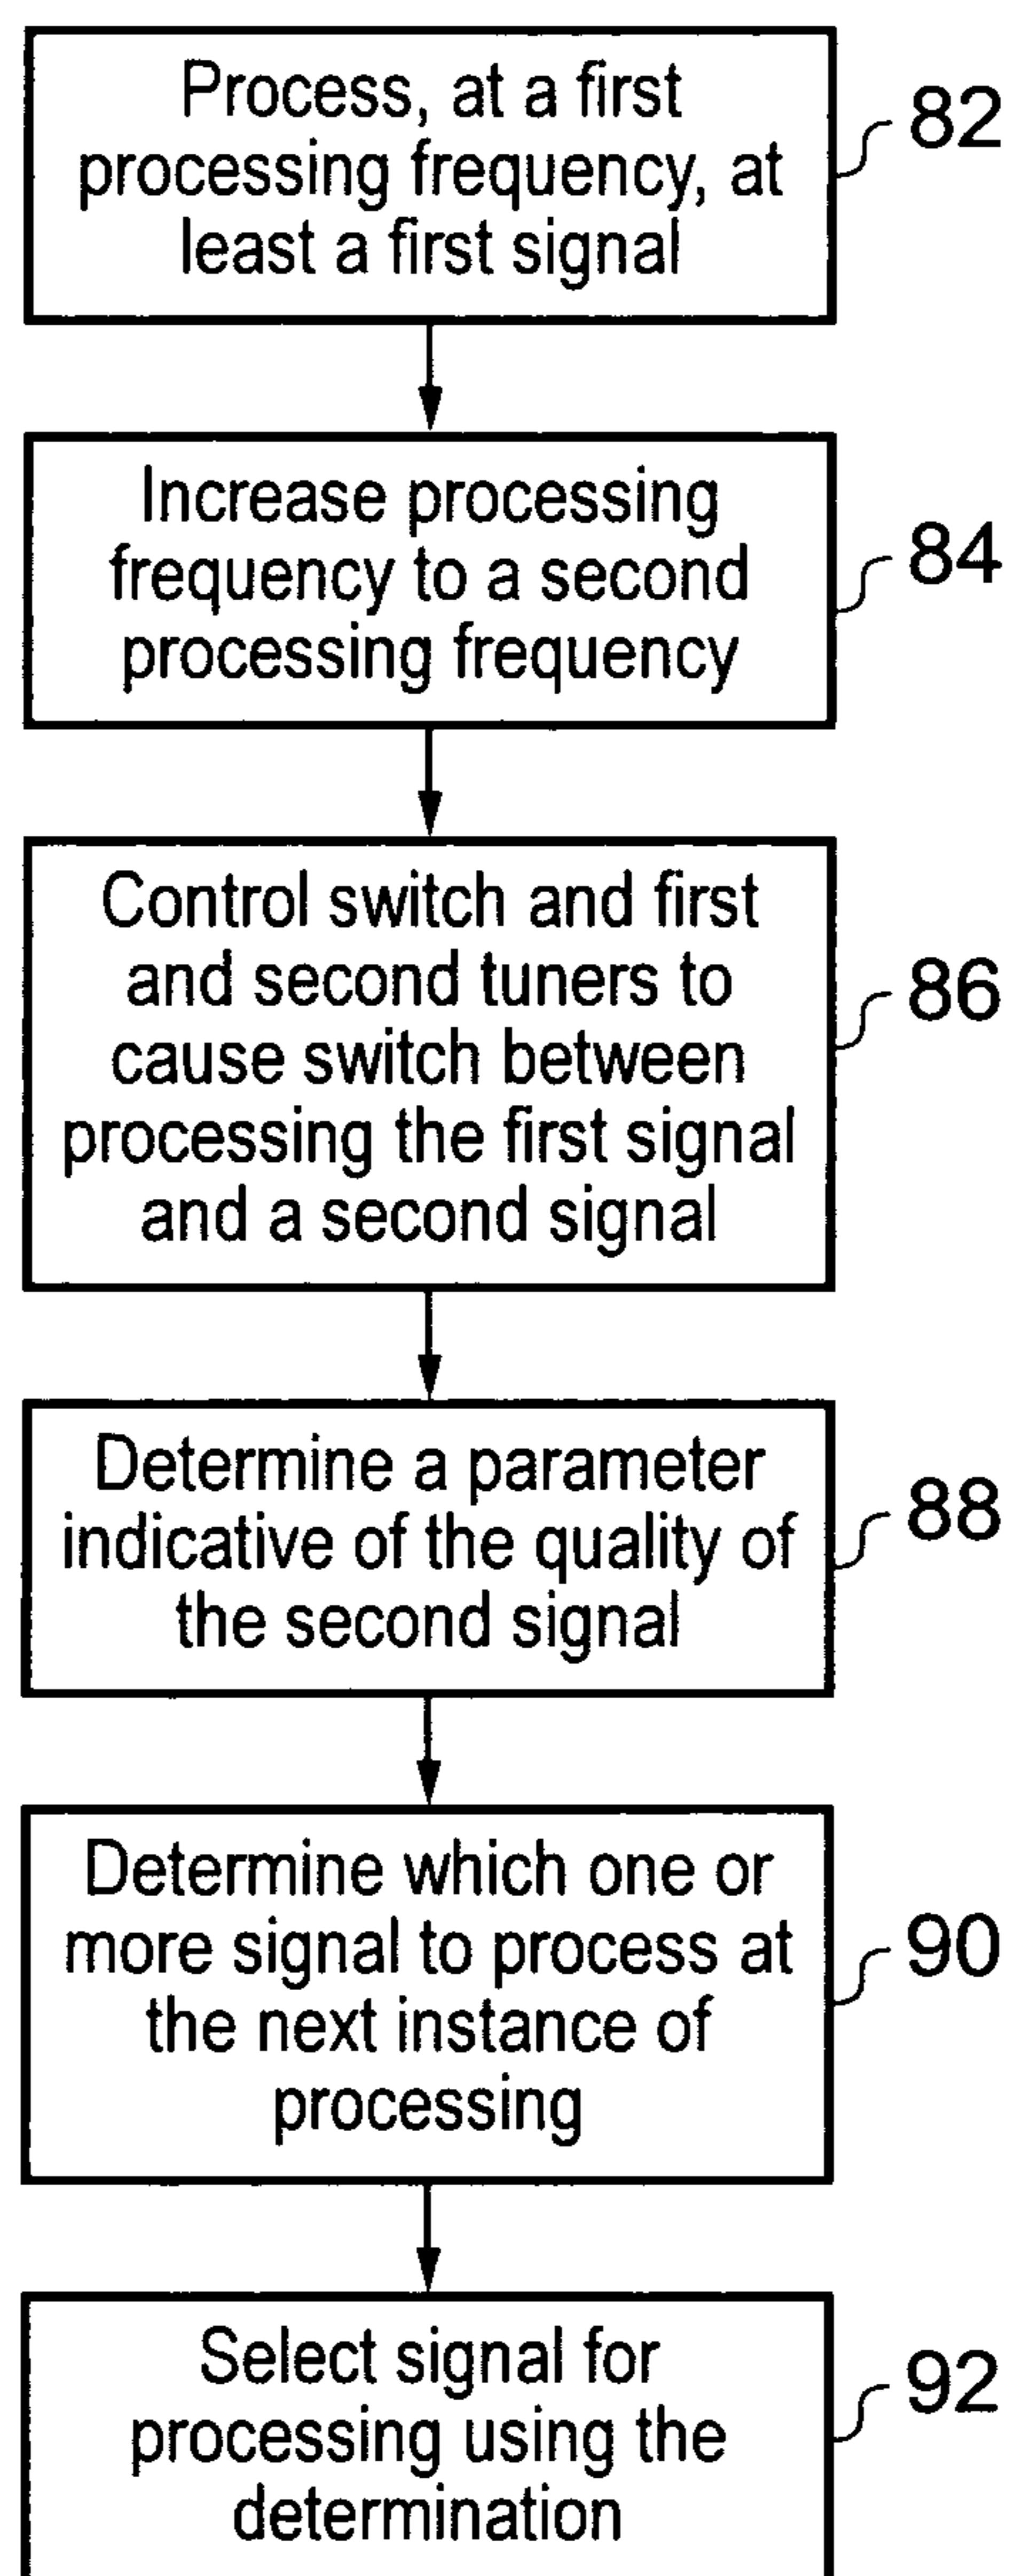 Process, at a first
processing frequency, at
least a first signal
82
Increase processing
frequency to a second
processing frequency
84
Control switch and first
and second tuners to
cause switch between
processing the first signal
and a second signal
86
Determine a parameter
indicative of the quality of
the second signal
88
Determine which one or
more signal to process at
the next instance of
processing
90
Select signal for
processing using the
determination
92